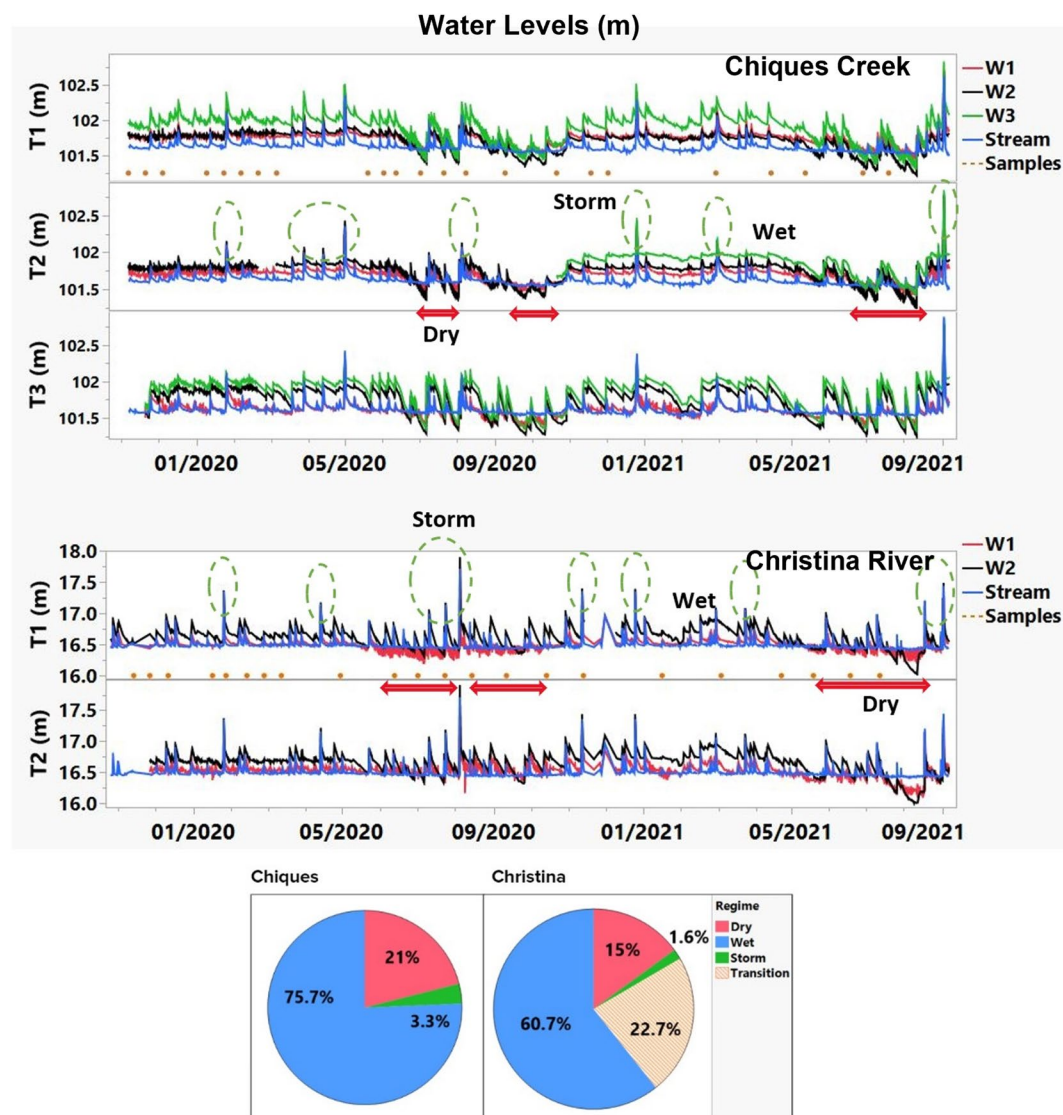 Water Levels (m)
Chiques Creek
T1 (m)
102.5
102
101.5
W1
W2
W3
Stream
Samples
T2 (m)
102.5
102
101.5
Storm
Wet
Dry
T3 (m)
102.5
102
101.5
01/2020 05/2020 09/2020 01/2021 05/2021 09/2021
Storm
Christina River
T1 (m)
18.0
17.5
17.0
16.5
16.0
Wet
W1
W2
Stream
Samples
Dry
T2 (m)
17.5
17.0
16.5
16.0
01/2020 05/2020 09/2020 01/2021 05/2021 09/2021
Chiques
21%
75.7%
3.3%
Christina
15%
1.6%
60.7%
22.7%
Regime
Dry
Wet
Storm
Transition